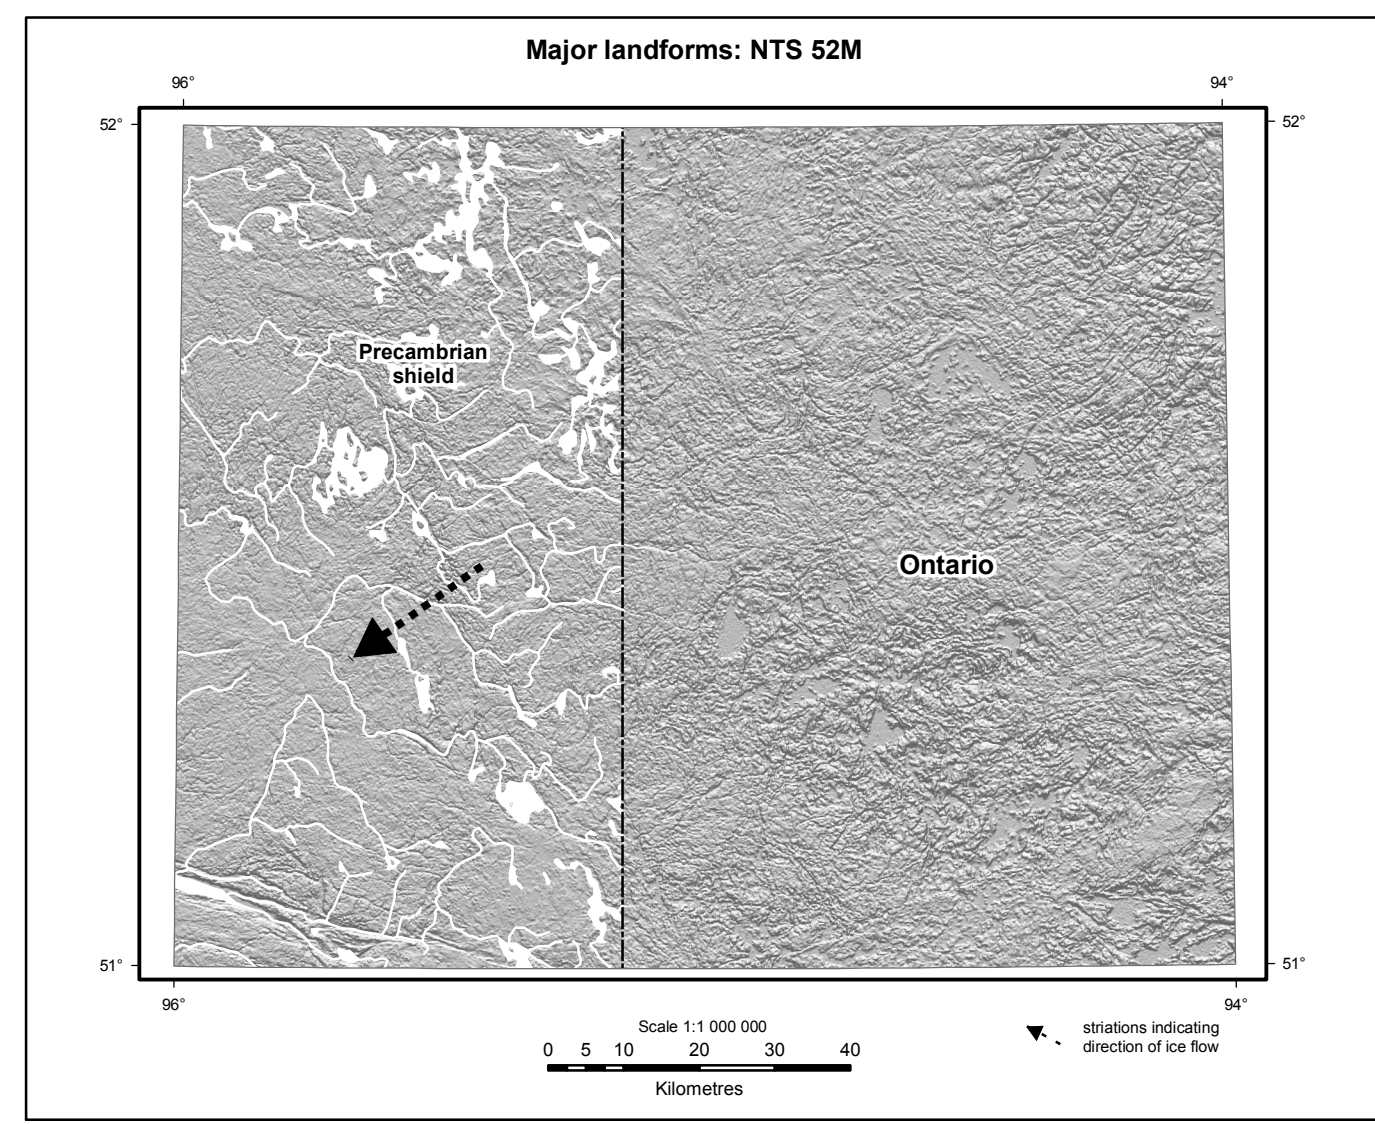 Major landforms: NTS 52M
96°
94°
52°
52°
Precambrian
shield
Ontario
51°
51°
96°
94°
Scale 1:1 000 000
0 5 10 20 30 40
Kilometres
striations indicating
direction of ice flow